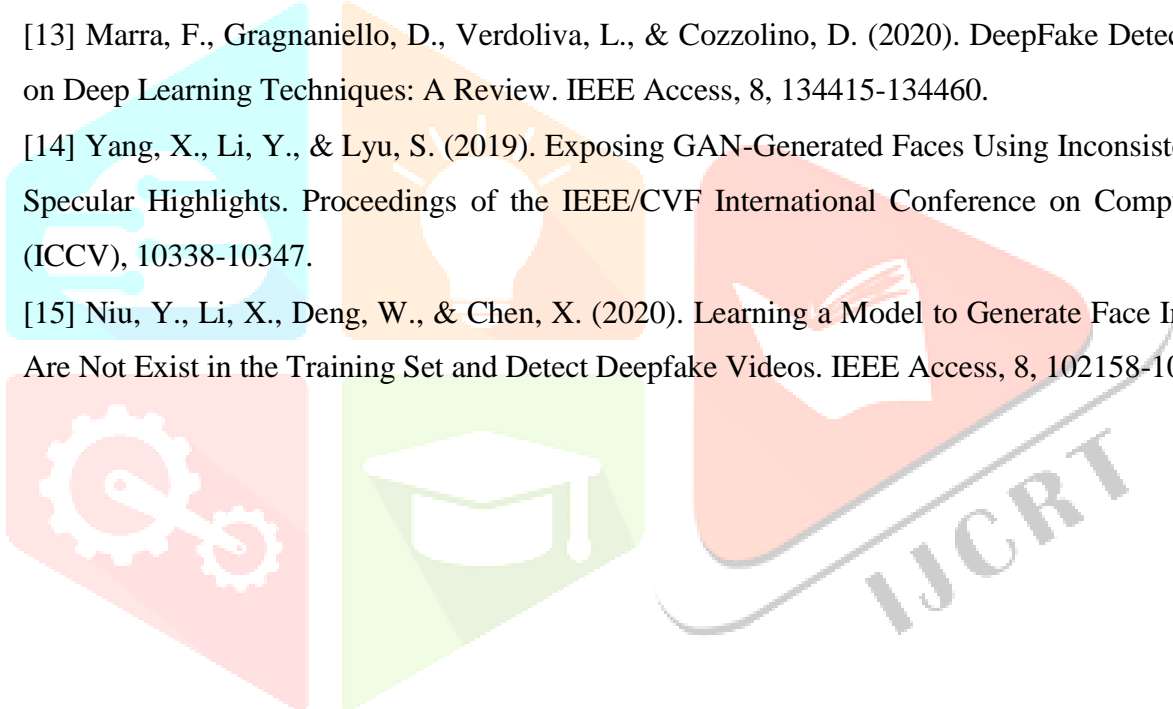 [13] Marra, F., Gragnaniello, D., Verdoliva, L., & Cozzolino, D. (2020). DeepFake Detec
on Deep Learning Techniques: A Review. IEEE Access, 8, 134415-134460.
[14] Yang, X., Li, Y., & Lyu, S. (2019). Exposing GAN-Generated Faces Using Inconsist
Specular Highlights. Proceedings of the IEEE/CVF International Conference on Comp
(ICCV), 10338-10347.
[15] Niu, Y., Li, X., Deng, W., & Chen, X. (2020). Learning a Model to Generate Face I
Are Not Exist in the Training Set and Detect Deepfake Videos. IEEE Access, 8, 102158-10
IJCRT